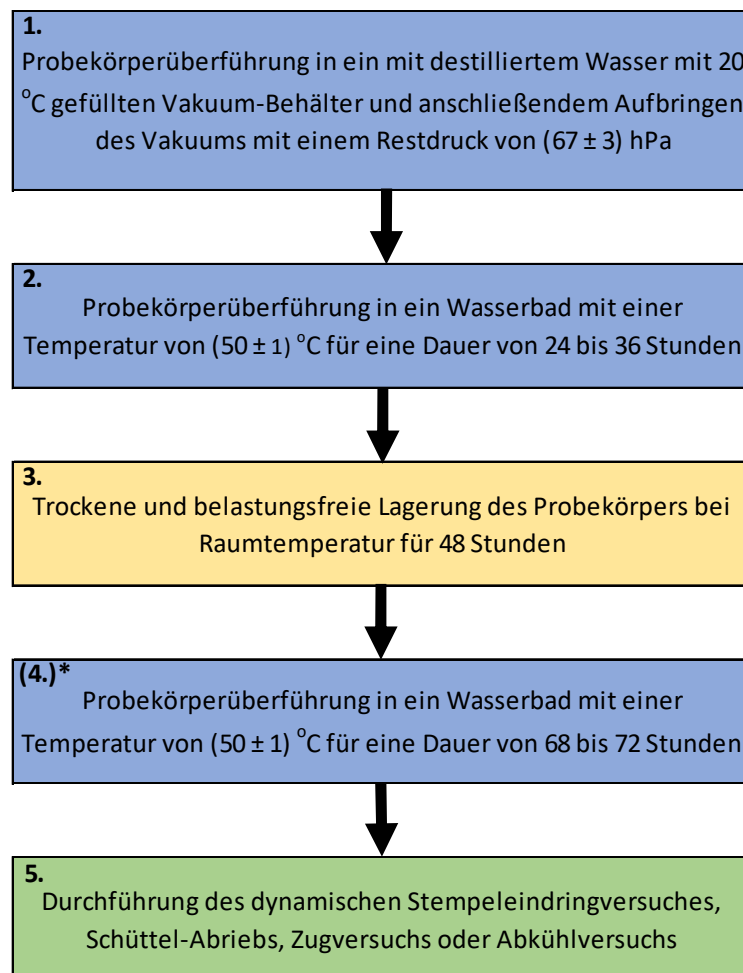 1.
Probekörperüberführung in ein mit destilliertem Wasser mit 20
°C gefüllten Vakuum-Behälter und anschließendem Aufbringen
des Vakuums mit einem Restdruck von (67 ± 3) hPa
2.
Probekörperüberführung in ein Wasserbad mit einer
Temperatur von (50 ± 1) °C für eine Dauer von 24 bis 36 Stunden
3.
Trockene und belastungsfreie Lagerung des Probekörpers bei
Raumtemperatur für 48 Stunden
(4.)*
Probekörperüberführung in ein Wasserbad mit einer
Temperatur von (50 ± 1) °C für eine Dauer von 68 bis 72 Stunden
5.
Durchführung des dynamischen Stempeleindringversuches,
Schüttel-Abriebs, Zugversuchs oder Abkühlversuchs